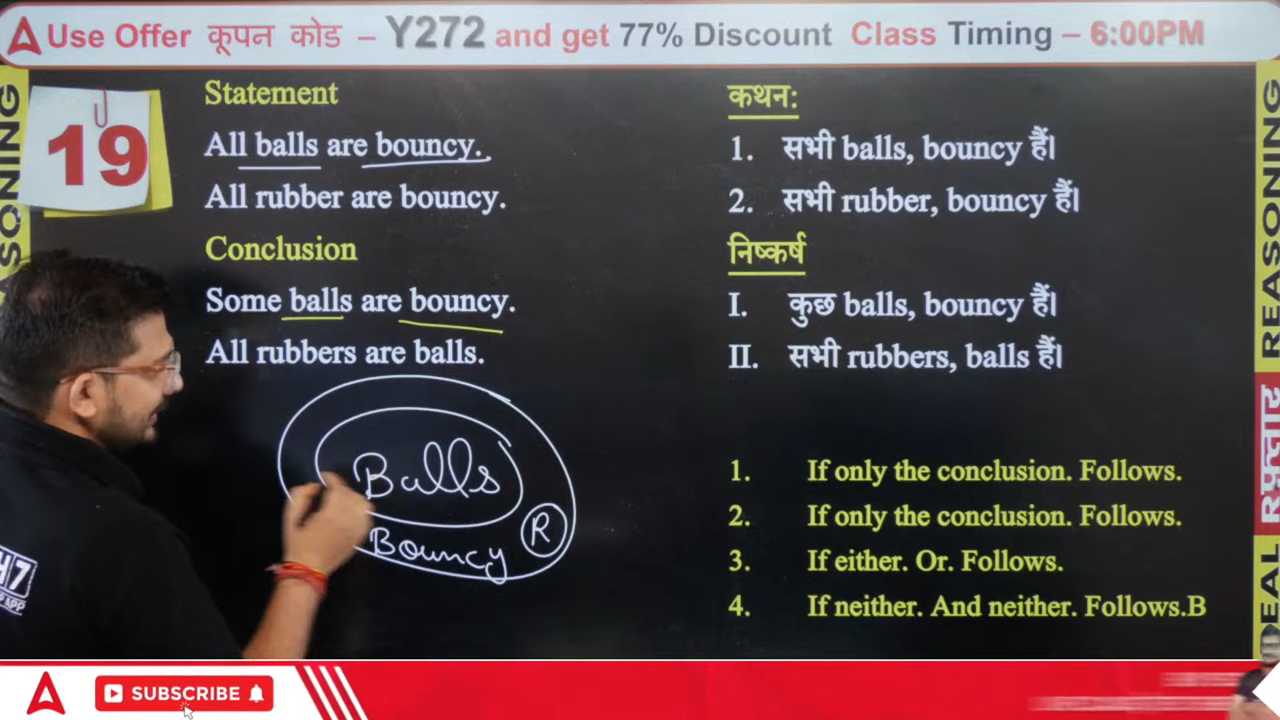 Use Offer कूपन कोड – Y272 and get 77% Discount Class Timing – 6:00PM
19
Statement
All balls are bouncy.
All rubber are bouncy.
Conclusion
Some balls are bouncy.
All rubbers are balls.
Balls
Bouncy
R
कथन:
1. सभी balls, bouncy हैं।
2. सभी rubber, bouncy हैं।
निष्कर्ष
I. कुछ balls, bouncy हैं।
II. सभी rubbers, balls हैं।
1. If only the conclusion. Follows.
2. If only the conclusion. Follows.
3. If either. Or. Follows.
4. If neither. And neither. Follows.B
REASONING
रफ़्तार
APP
SUBSCRIBE